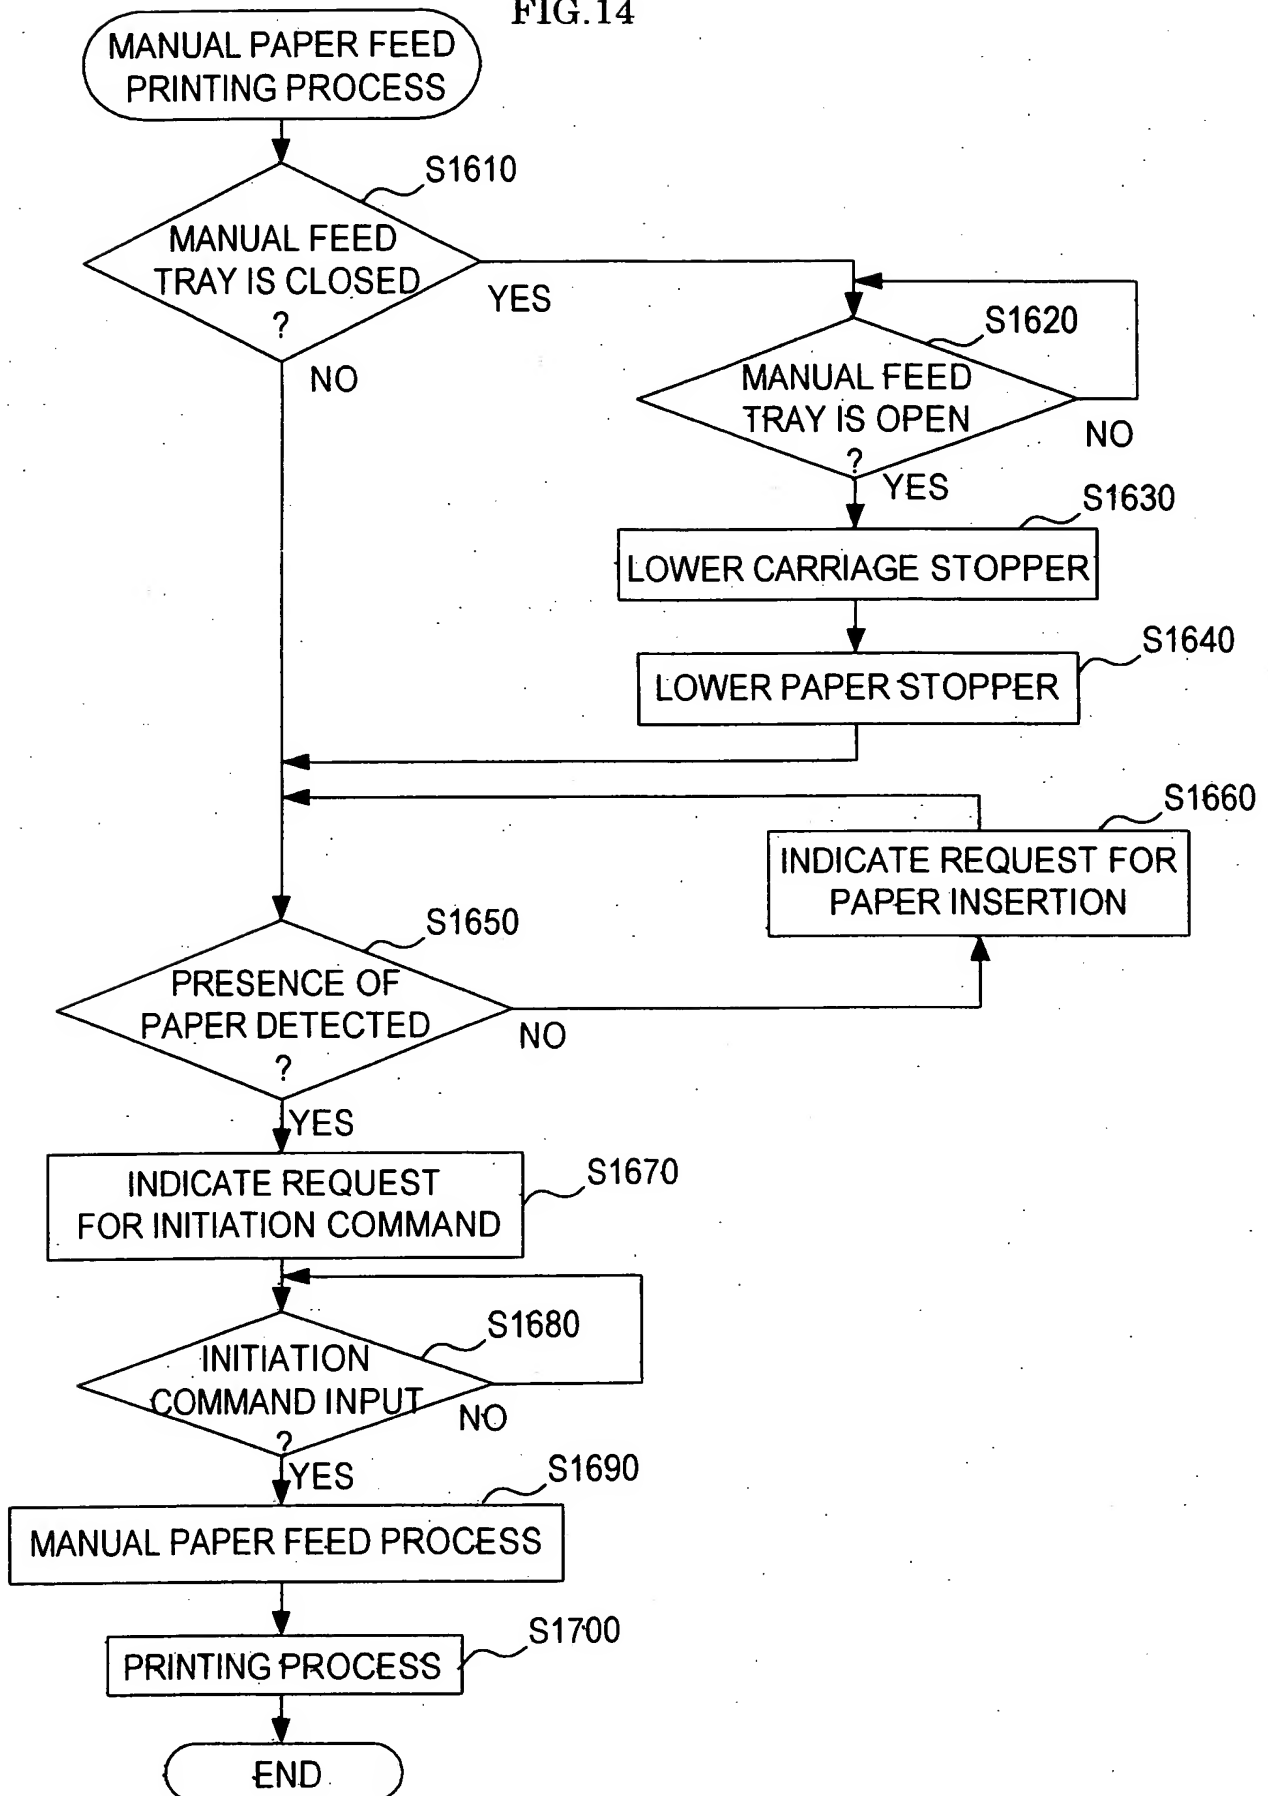 FIG.14
MANUAL PAPER FEED
PRINTING PROCESS
S1610
MANUAL FEED
TRAY IS CLOSED
?
YES
NO
S1620
MANUAL FEED
TRAY IS OPEN
?
NO
YES
S1630
LOWER CARRIAGE STOPPER
S1640
LOWER PAPER STOPPER
S1660
INDICATE REQUEST FOR
PAPER INSERTION
S1650
PRESENCE OF
PAPER DETECTED
?
NO
YES
S1670
INDICATE REQUEST
FOR INITIATION COMMAND
S1680
INITIATION
COMMAND INPUT
?
NO
YES
S1690
MANUAL PAPER FEED PROCESS
S1700
PRINTING PROCESS
END